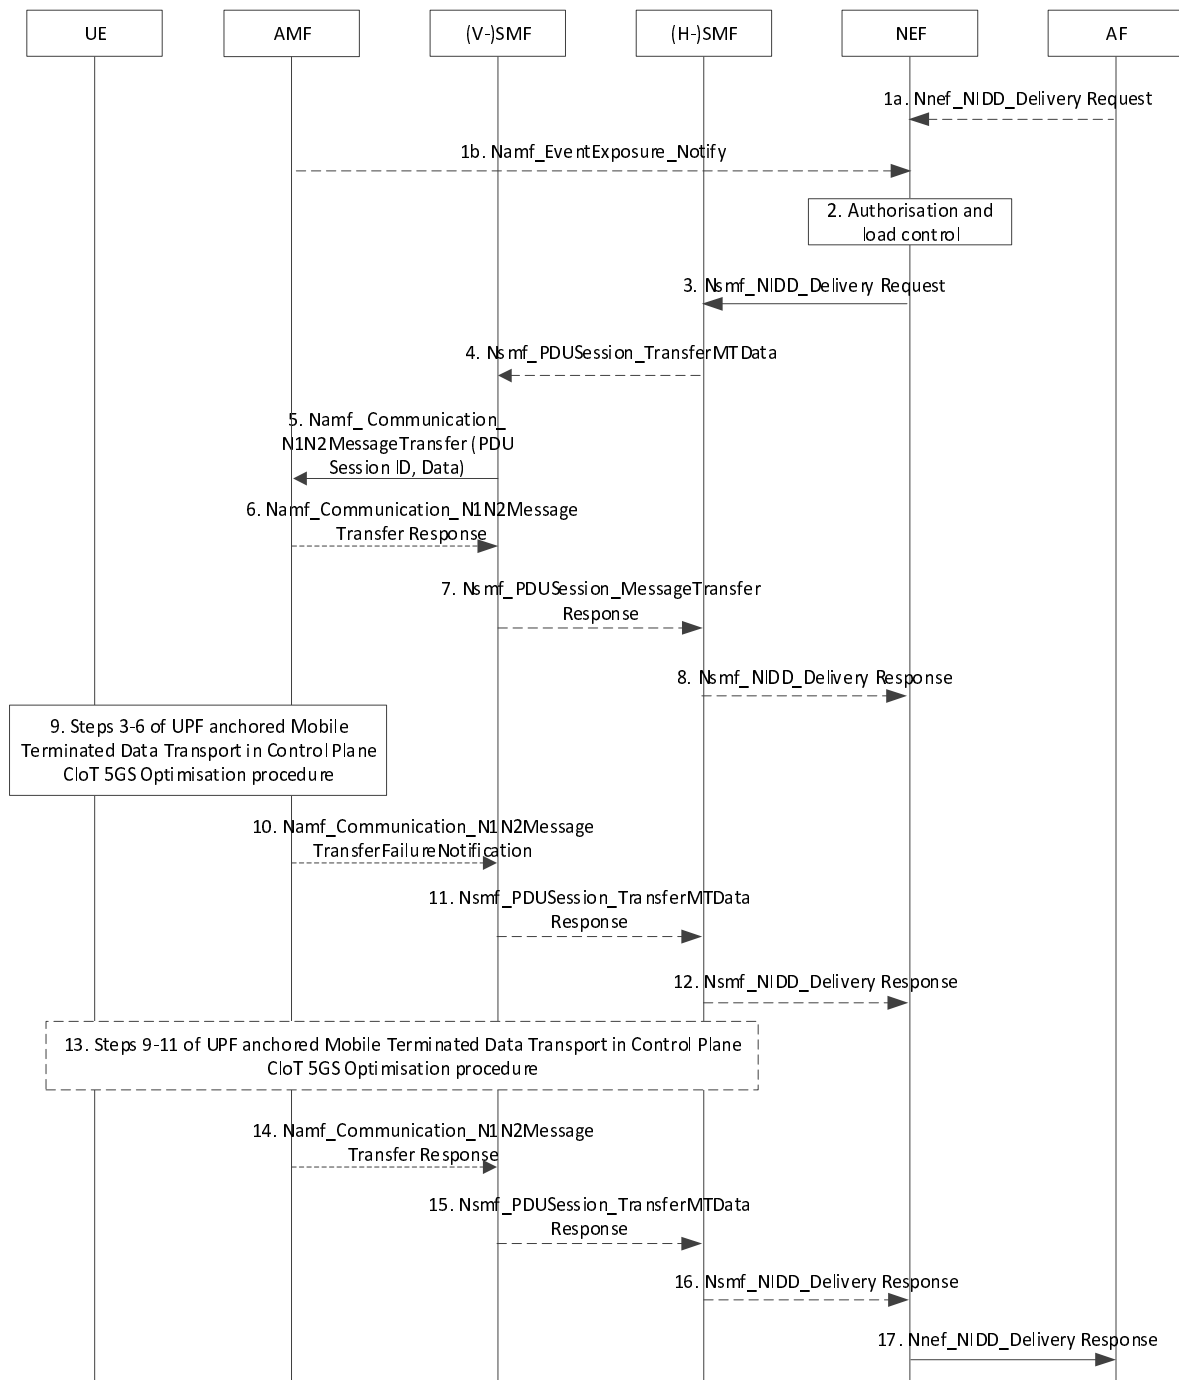 UE
AMF
(V-)SMF
(H-)SMF
NEF
AF
1a. Nnef_NIDD_Delivery Request
1b. Namf_EventExposure_Notify
2. Authorisation and
load control
3. Nsmf_NIDD_Delivery Request
4. Nsmf_PDUSession_TransferMTData
5. Namf_ Communication_
N1N2MessageTransfer (PDU
Session ID, Data)
6. Namf_Communication_N1N2Message
Transfer Response
7. Nsmf_PDUSession_MessageTransfer
Response
8. Nsmf_NIDD_Delivery Response
9. Steps 3-6 of UPF anchored Mobile
Terminated Data Transport in Control Plane
CIoT 5GS Optimisation procedure
10. Namf_Communication_N1N2Message
TransferFailureNotification
11. Nsmf_PDUSession_TransferMTData
Response
12. Nsmf_NIDD_Delivery Response
13. Steps 9-11 of UPF anchored Mobile Terminated Data Transport in Control Plane
CIoT 5GS Optimisation procedure
14. Namf_Communication_N1N2Message
Transfer Response
15. Nsmf_PDUSession_TransferMTData
Response
16. Nsmf_NIDD_Delivery Response
17. Nnef_NIDD_Delivery Response